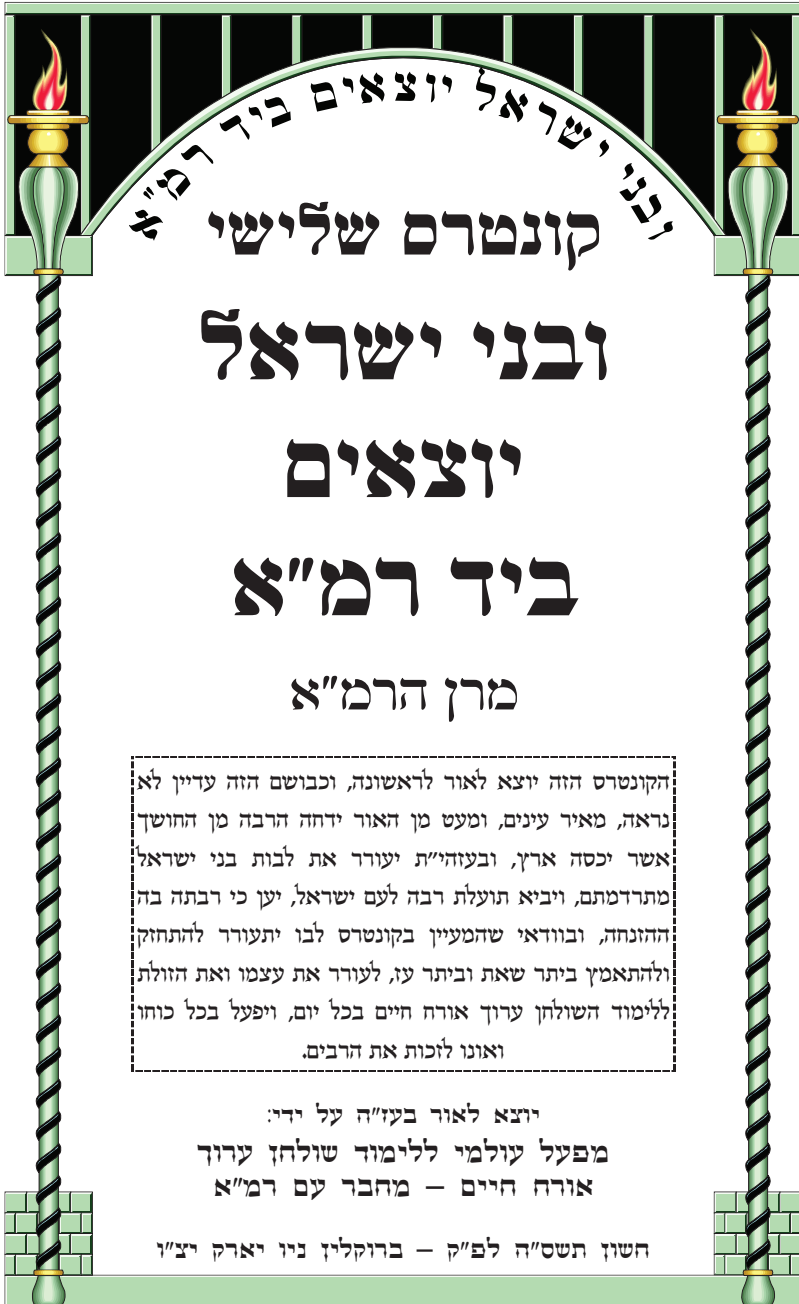 ובני ישראל יוצאים ביד רמ"א
קונטרס שלישי
ובני ישראל
יוצאים
ביד רמ"א
מרן הרמ"א
הקונטרס הזה יוצא לאור לראשונה, וכבושם הזה עדיין לא
נראה, מאיר עינים, ומעט מן האור ידחה הרבה מן החושך
אשר יכסה ארץ, ובעזהי"ת יעורר את לבות בני ישראל
מתרדמתם, ויביא תועלת רבה לעם ישראל, יען כי רבתה בה
ההזנחה, ובוודאי שהמעיין בקונטרס לבו יתעורר להתחזק
ולהתאמץ ביתר שאת וביתר עז, לעורר את עצמו ואת הזולת
ללימוד השולחן ערוך אורח חיים בכל יום, ויפעל בכל כוחו
ואונו לזכות את הרבים.
יוצא לאור בעז"ה על ידי:
מפעל עולמי ללימוד שולחן ערוך
אורח חיים – מחבר עם רמ"א
חשון תשס"ה לפ"ק – ברוקלין ניו יארק יצ"ו